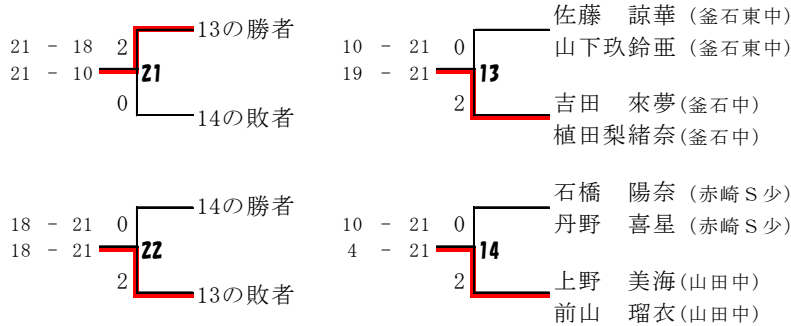 21 - 18 2 13の勝者
21 - 10 21
0 14の敗者
10 - 21 0 佐藤　諒華 (釜石東中)
山下玖鈴亜 (釜石東中)
19 - 21 13
2 吉田　來夢(釜石中)
植田梨緒奈(釜石中)
18 - 21 0 14の勝者
18 - 21 22
2 13の敗者
10 - 21 0 石橋　陽奈 (赤崎Ｓ少)
丹野　喜星 (赤崎Ｓ少)
4 - 21 14
2 上野　美海(山田中)
前山　瑠衣(山田中)